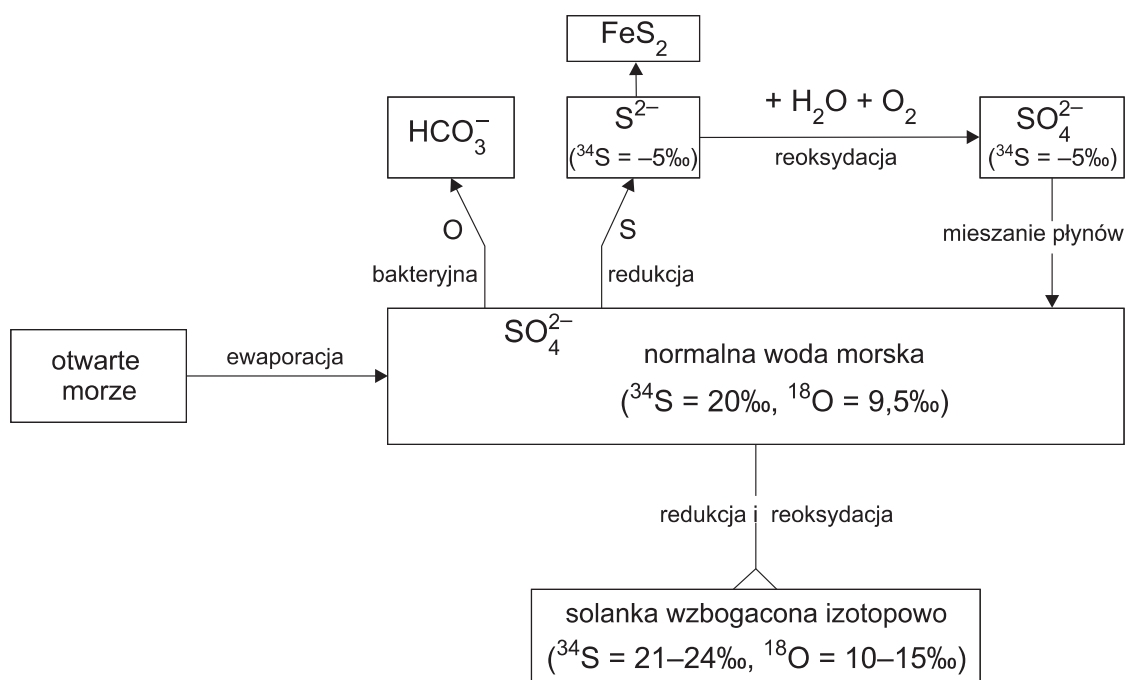 FeS₂
HCO₃⁻
S²⁻
(³⁴S = –5‰)
+ H₂O + O₂
reoksydacja
SO₄²⁻
(³⁴S = –5‰)
O
S
bakteryjna
redukcja
mieszanie płynów
otwarte
morze
ewaporacja
SO₄²⁻
normalna woda morska
(³⁴S = 20‰, ¹⁸O = 9,5‰)
redukcja i reoksydacja
solanka wzbogacona izotopowo
(³⁴S = 21–24‰, ¹⁸O = 10–15‰)